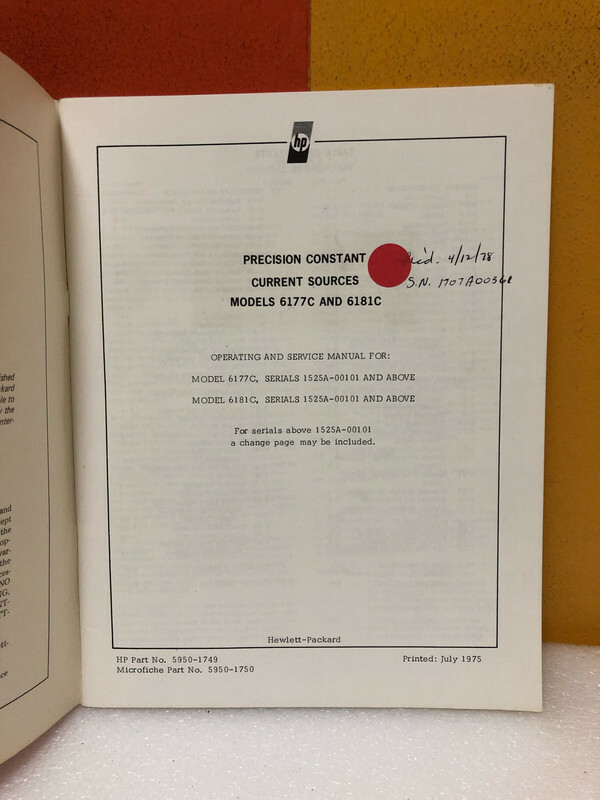 hp
PRECISION CONSTANT
CURRENT SOURCES
MODELS 6177C AND 6181C
4/12/78
S.N. 1707A00361
OPERATING AND SERVICE MANUAL FOR:
MODEL 6177C, SERIALS 1525A-00101 AND ABOVE
MODEL 6181C, SERIALS 1525A-00101 AND ABOVE
For serials above 1525A-00101
a change page may be included.
Hewlett-Packard
HP Part No. 5950-1749
Microfiche Part No. 5950-1750
Printed: July 1975